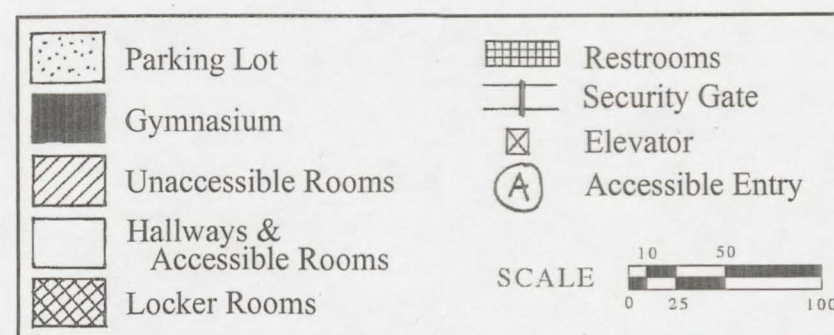 Parking Lot
Gymnasium
Unaccessible Rooms
Hallways &
Accessible Rooms
Locker Rooms
Restrooms
Security Gate
Elevator
A Accessible Entry
SCALE
10 50
0 25 100